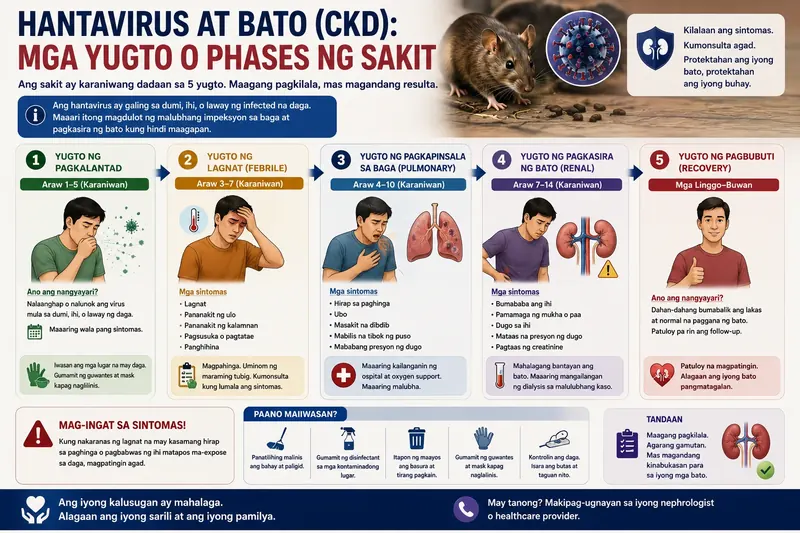 HANTAVIRUS AT BATO (CKD):
MGA YUGTO O PHASES NG SAKIT
Ang sakit ay karaniwang dadaan sa 5 yugto. Maagang pagkilala, mas magandang resulta.
i
Ang hantavirus ay galing sa dumi, ihi, o laway ng infected na daga.
Maaari itong magdulot ng malubhang impeksyon sa baga at
pagkasira ng bato kung hindi maagapan.
Kilalaan ang sintomas.
Kumonsulta agad.
Protektahan ang iyong
bato, protektahan
ang iyong buhay.
1
YUGTO NG
PAGKALANTAD
Araw 1–5 (Karaniwan)
Ano ang nangyayari?
Nalaanghap o nalunok ang virus
mula sa dumi, ihi, o laway ng daga.
Maaaring wala pang sintomas.
Iwasan ang mga lugar na may daga.
Gumamit ng guwantes at mask
kapag naglilinis.
2
YUGTO NG
LAGNAT (FEBRILE)
Araw 3–7 (Karaniwan)
Mga sintomas
• Lagnat
• Pananakit ng ulo
• Pananakit ng kalamnan
• Pagsusuka o pagtatae
• Panghihina
Magpahinga. Uminom ng
maraming tubig. Kumonsulta
kung lumala ang sintomas.
3
YUGTO NG PAGKAPINSALA
SA BAGA (PULMONARY)
Araw 4–10 (Karaniwan)
Mga sintomas
• Hirap sa paghinga
• Ubo
• Masakit na dibdib
• Mabilis na tibok ng puso
• Mababang presyon ng dugo
Maaaring kailanganin ng
ospital at oxygen support.
Maaaring malubha.
4
YUGTO NG PAGKASIRA
NG BATO (RENAL)
Araw 7–14 (Karaniwan)
Mga sintomas
• Bumababa ang ihi
• Pamamaga ng mukha o paa
• Dugo sa ihi
• Mataas na presyon ng dugo
• Pagtaas ng creatinine
Mahalagang bantayan ang
bato. Maaaring mangailangan
ng dialysis sa malulubhang kaso.
5
YUGTO NG PAGBUBUTI
(RECOVERY)
Mga Linggo–Buwan
Ano ang nangyayari?
Dahan-dahang bumabalik ang lakas
at normal na paggana ng bato.
Patuloy pa rin ang follow-up.
Patuloy na magpatingin.
Alagaan ang iyong bato
pangmatagalan.
MAG-INGAT SA SINTOMAS!
Kung nakaranas ng lagnat na may kasamang hirap
sa paghinga o pagbabwas ng ihi matapos ma-expose
sa daga, magpatingin agad.
PAANO MAIIWASAN?
Panatilihing malinis
ang bahay at paligid.
Gumamit ng disinfectant
sa mga kontaminadong
lugar.
Itapon ng maayos
ang basura at
tirang pagkain.
Gumamit ng guwantes
at mask kapag
naglalinis.
Kontrolin ang daga.
Isara ang butas at
taguan nito.
TANDAAN
Maagang pagkilala.
Agarang gamutan.
Mas magandang
kinabukasan para
sa iyong mga bato.
Ang iyong kalusugan ay mahalaga.
Alagaan ang iyong sarili at ang iyong pamilya.
May tanong? Makipag-ugnayan sa iyong nephrologist
o healthcare provider.